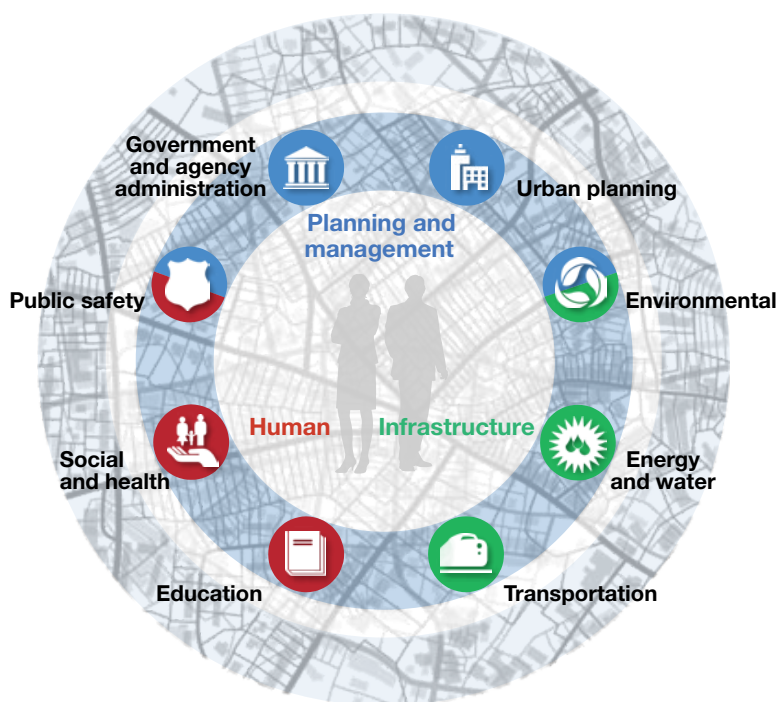 Government
and agency
administration
Urban planning
Planning and
management
Public safety
Environmental
Human
Infrastructure
Social
and health
Energy
and water
Education
Transportation